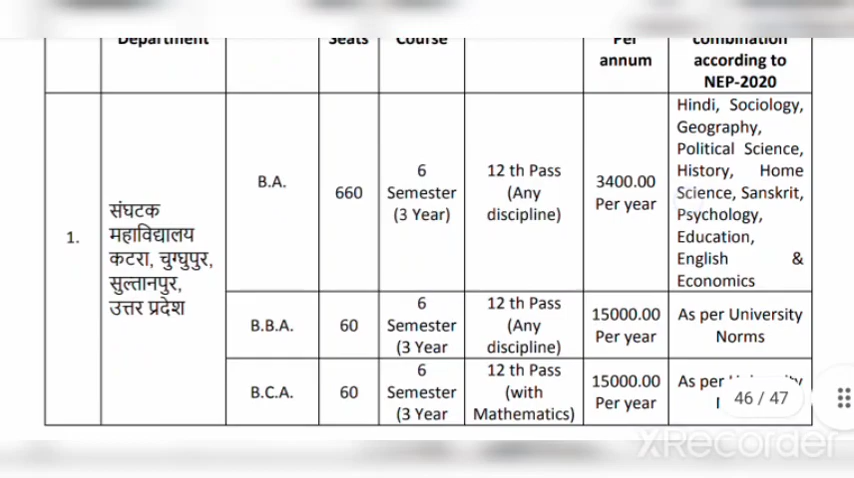 Department
Seats
Course
Per
annum
combination
according to
NEP-2020
1.
संघटक
महाविद्यालय
कटरा, चुग्घुपुर,
सुल्तानपुर,
उत्तर प्रदेश
B.A.
660
6
Semester
(3 Year)
12 th Pass
(Any
discipline)
3400.00
Per year
Hindi, Sociology,
Geography,
Political Science,
History, Home
Science, Sanskrit,
Psychology,
Education,
English &
Economics
B.B.A.
60
6
Semester
(3 Year
12 th Pass
(Any
discipline)
15000.00
Per year
As per University
Norms
B.C.A.
60
6
Semester
(3 Year
12 th Pass
(with
Mathematics)
15000.00
Per year
As per
46 / 47
XRecorder